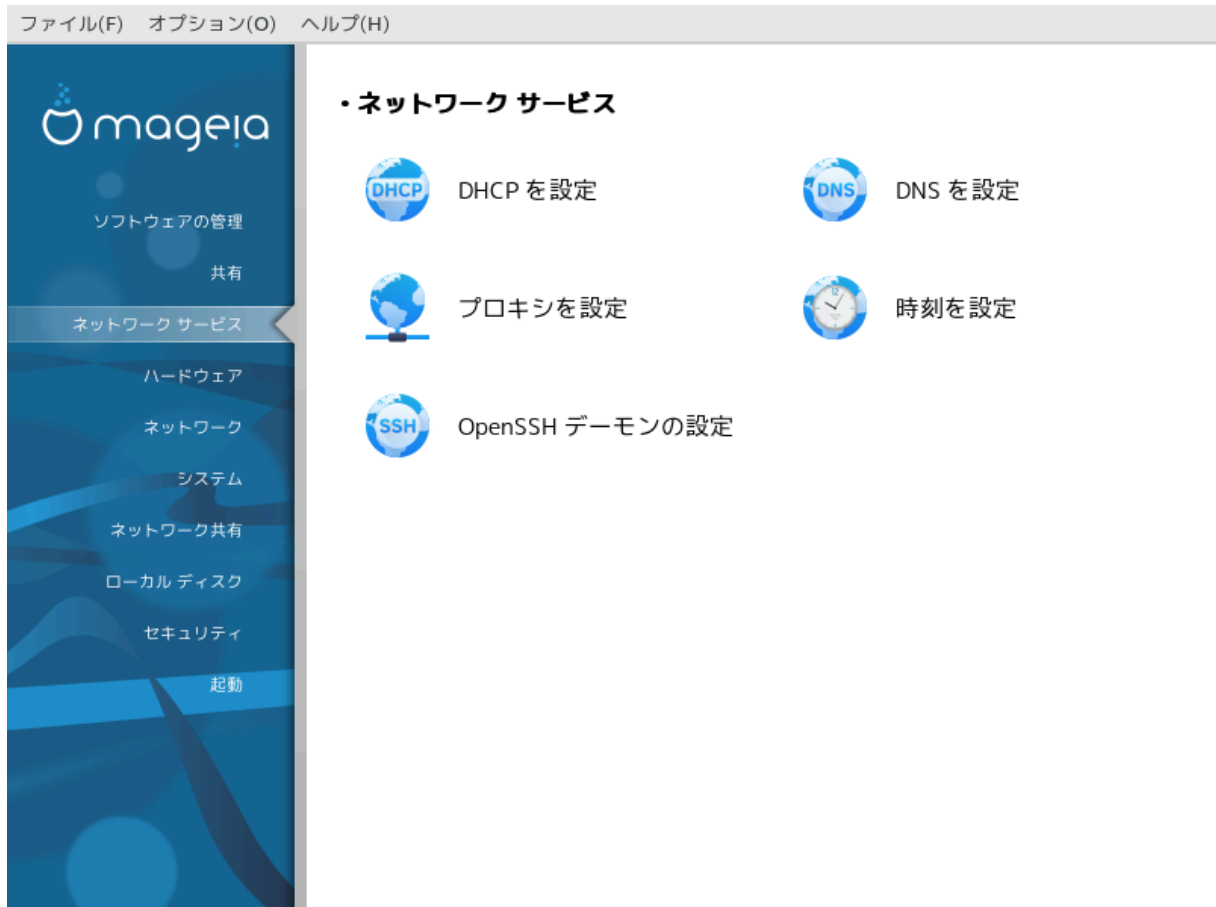 ファイル(F) オプション(O) ヘルプ(H)
mageia
ソフトウェアの管理
共有
ネットワーク サービス
ハードウェア
ネットワーク
システム
ネットワーク共有
ローカル ディスク
セキュリティ
起動
・ネットワーク サービス
DHCP
DHCP を設定
DNS
DNS を設定
プロキシを設定
12
時刻を設定
SSH
OpenSSH デーモンの設定